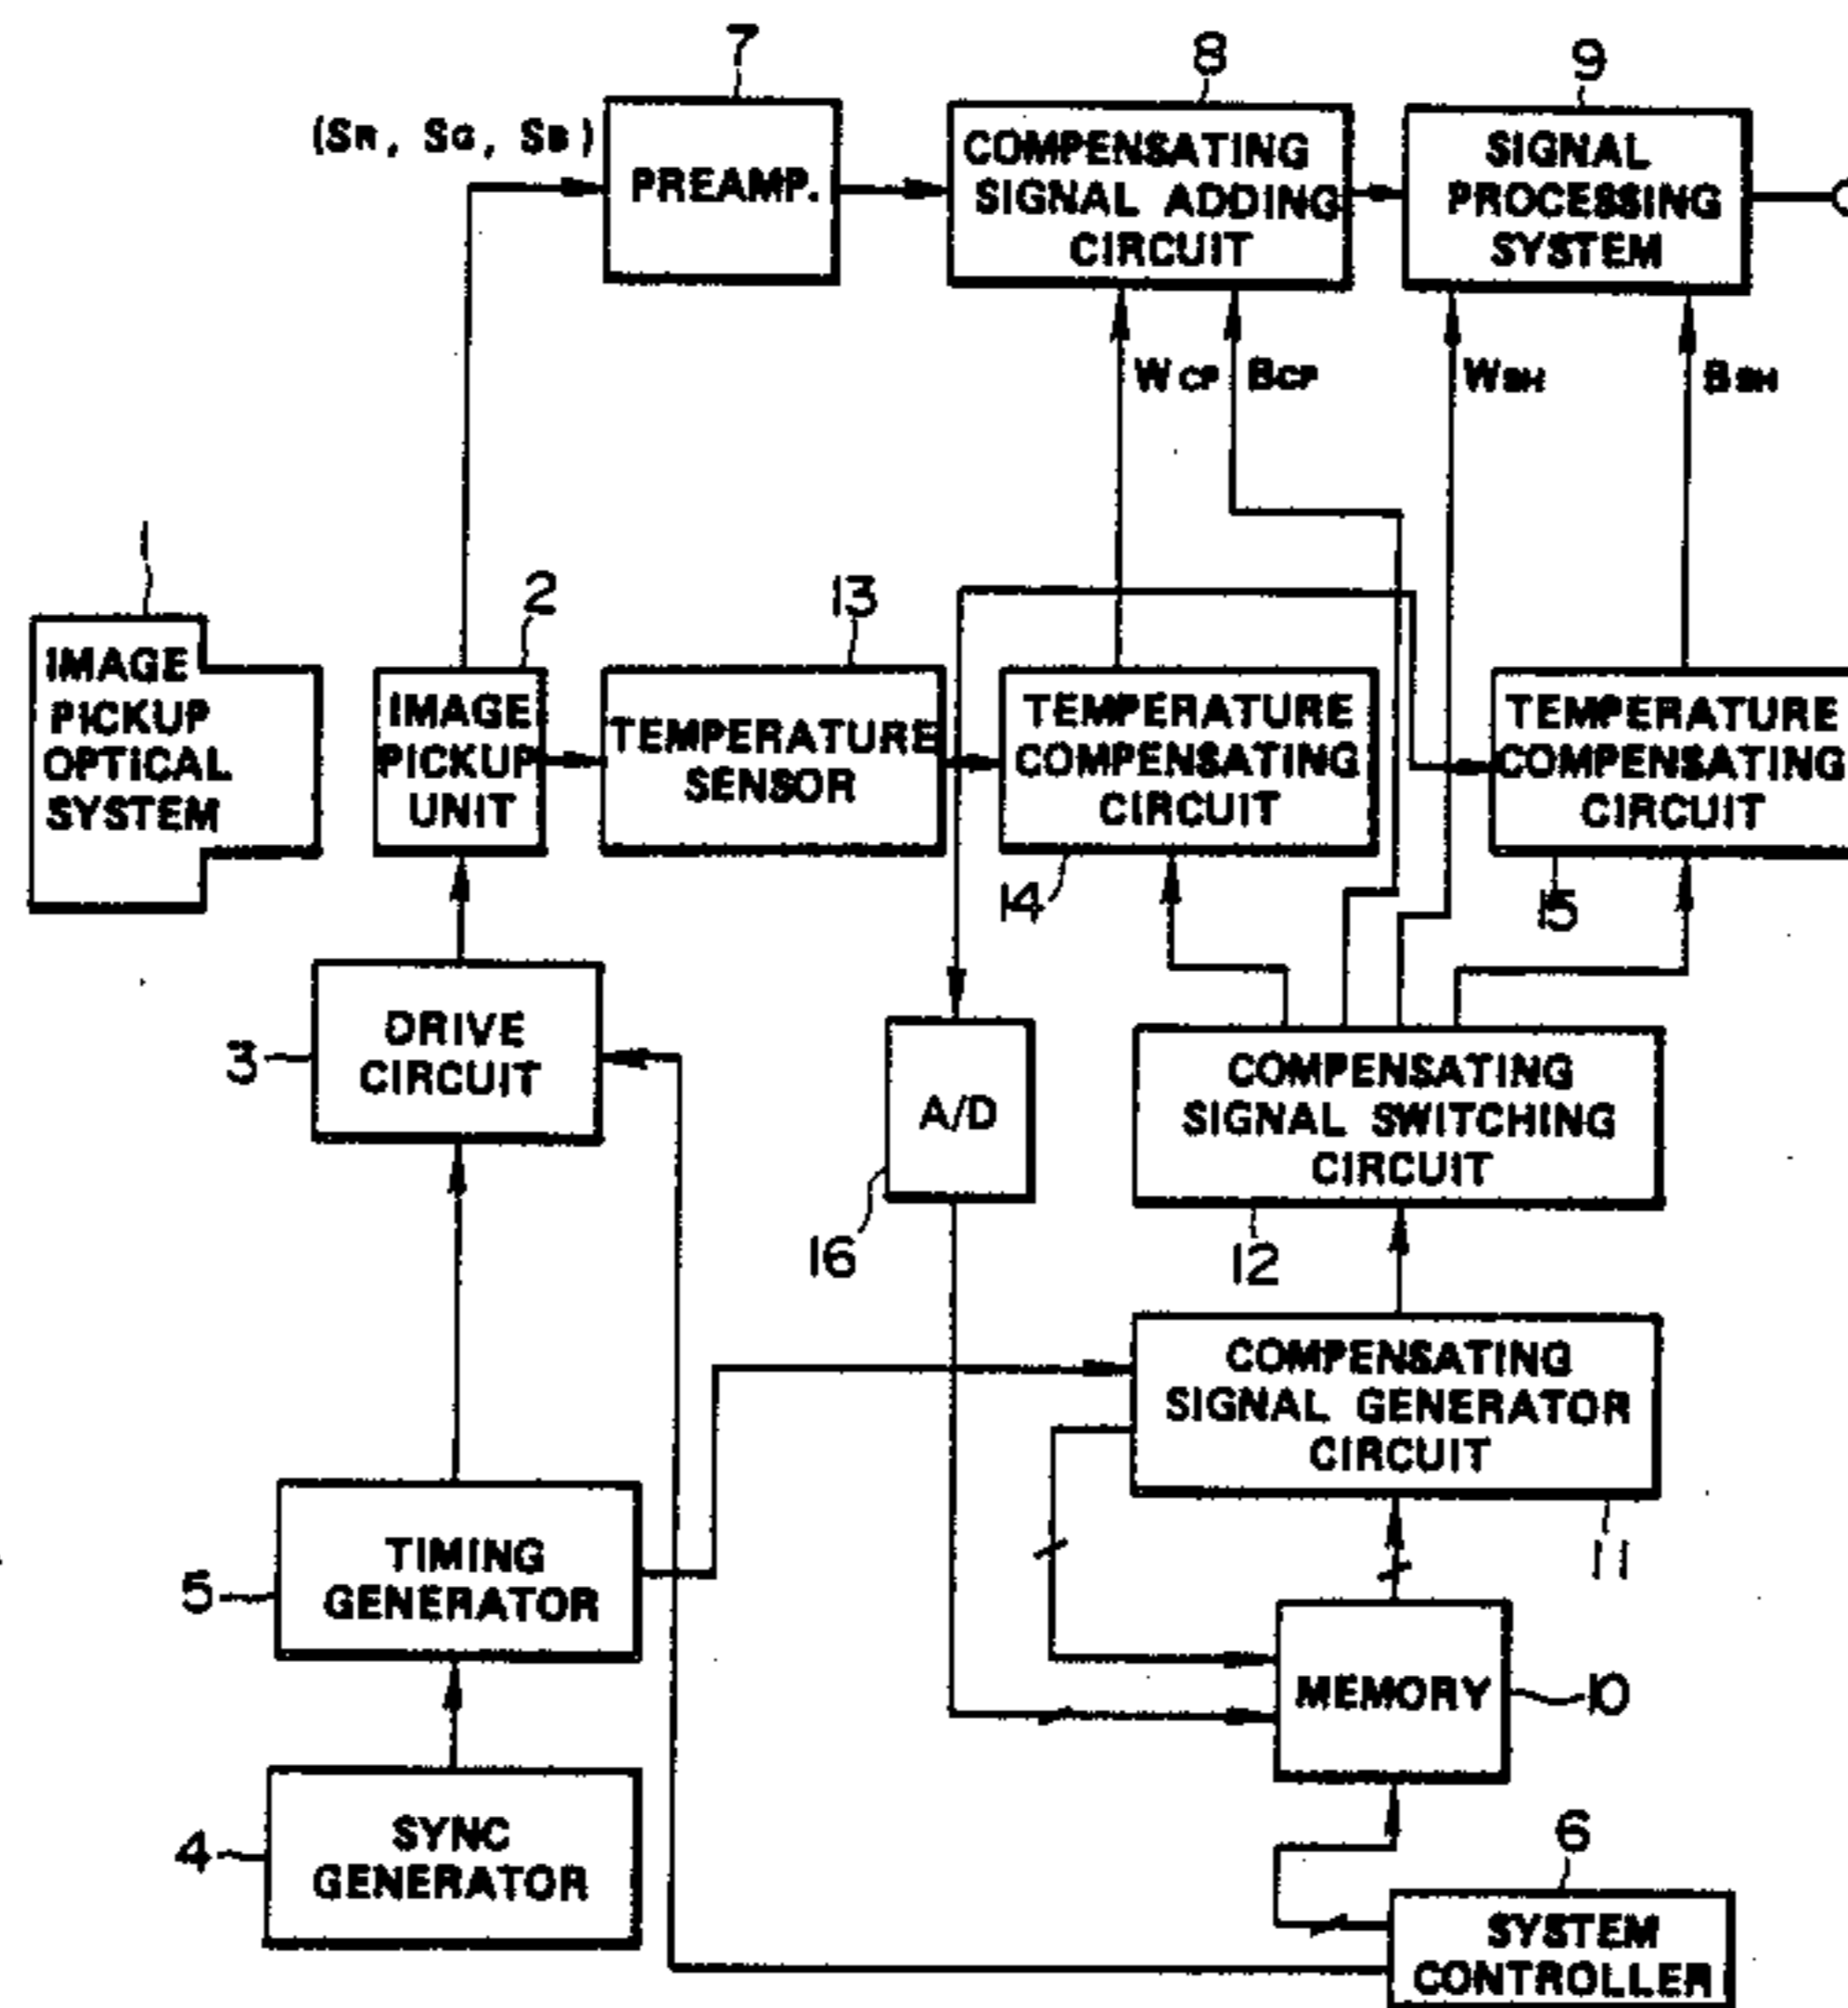 7
8
9
(SR, SG, SB)
PREAMP.
COMPENSATING
SIGNAL ADDING
CIRCUIT
SIGNAL
PROCESSING
SYSTEM
WCP
BCP
WSH
BSH
1
IMAGE
PICKUP
OPTICAL
SYSTEM
2
IMAGE
PICKUP
UNIT
13
TEMPERATURE
SENSOR
TEMPERATURE
COMPENSATING
CIRCUIT
14
TEMPERATURE
COMPENSATING
CIRCUIT
15
3
DRIVE
CIRCUIT
A/D
16
COMPENSATING
SIGNAL SWITCHING
CIRCUIT
12
COMPENSATING
SIGNAL GENERATOR
CIRCUIT
11
5
TIMING
GENERATOR
MEMORY
10
4
SYNC
GENERATOR
6
SYSTEM
CONTROLLER